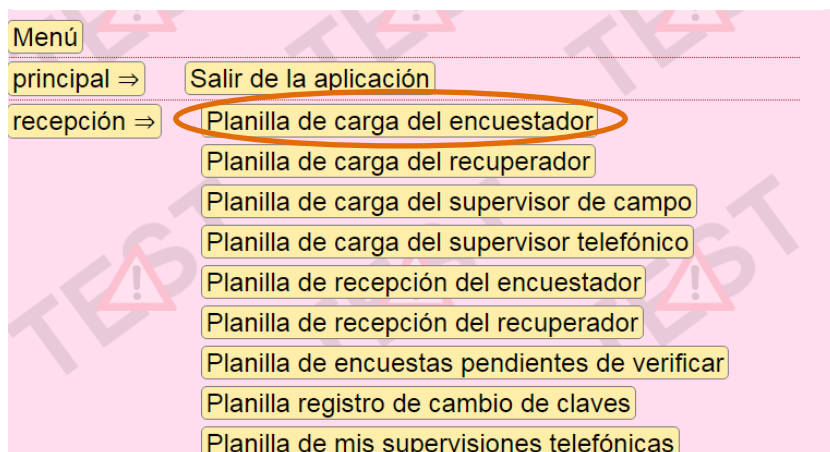 Menú
principal ⇒ Salir de la aplicación
recepción ⇒ Planilla de carga del encuestador
Planilla de carga del recuperador
Planilla de carga del supervisor de campo
Planilla de carga del supervisor telefónico
Planilla de recepción del encuestador
Planilla de recepción del recuperador
Planilla de encuestas pendientes de verificar
Planilla registro de cambio de claves
Planilla de mis supervisiones telefónicas
TEST
TEST
TEST
TEST
TEST
TEST